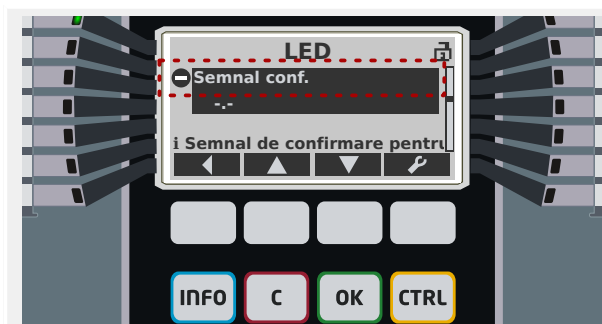 LED
Semnal conf.
-.-
i Semnal de confirmare pentru
INFO C OK CTRL